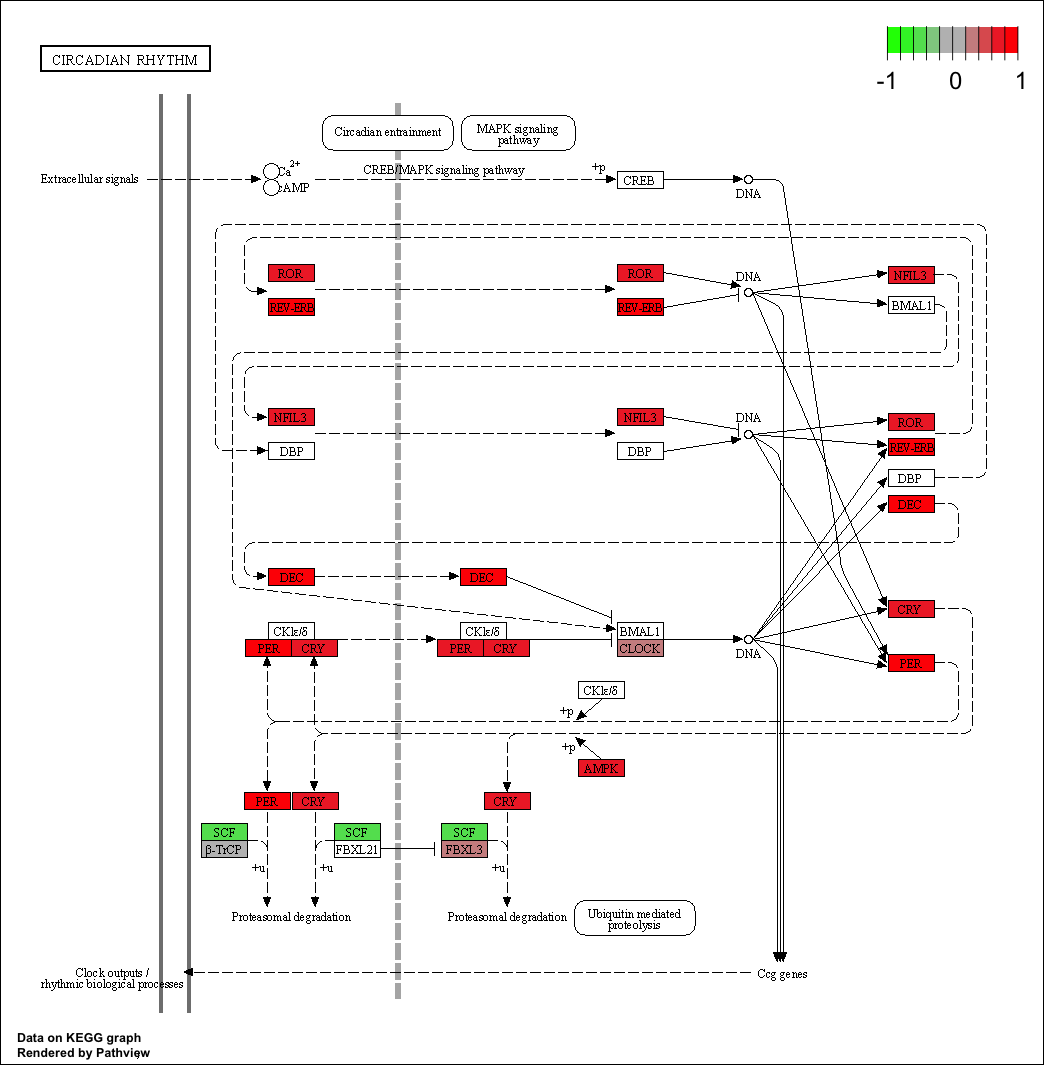 CIRCADIAN RHYTHM
-1 0 1
Circadian entrainment
MAPK signaling
pathway
Extracellular signals
Ca 2+
cAMP
CREB/MAPK signaling pathway
+p
CREB
DNA
ROR
REV-ERB
ROR
REV-ERB
DNA
NFIL3
BMAL1
NFIL3
DBP
NFIL3
DBP
DNA
ROR
REV-ERB
DBP
DEC
DEC
DEC
CKIε/δ
PER CRY
CKIε/δ
PER CRY
BMAL1
CLOCK
DNA
CRY
PER
CKIε/δ
+p
+p
AMPK
PER CRY
CRY
SCF
β-TrCP
+u
SCF
FBXL21
+u
SCF
FBXL3
+u
Proteasomal degradation
Proteasomal degradation
Ubiquitin mediated
proteolysis
Clock outputs /
rhythmic biological processes
Ccg genes
Data on KEGG graph
Rendered by Pathview